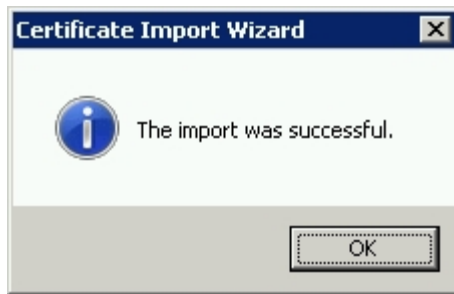 Certificate Import Wizard
The import was successful.
OK